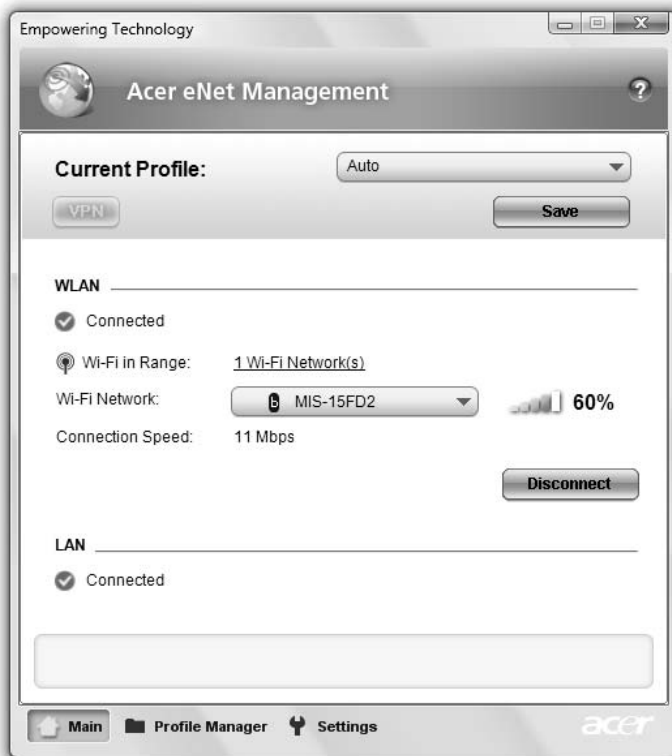 Empowering Technology
Acer eNet Management ?
Current Profile: Auto
VPN Save
WLAN
Connected
Wi-Fi in Range: 1 Wi-Fi Network(s)
Wi-Fi Network: b MIS-15FD2 60%
Connection Speed: 11 Mbps
Disconnect
LAN
Connected
Main Profile Manager Settings acer